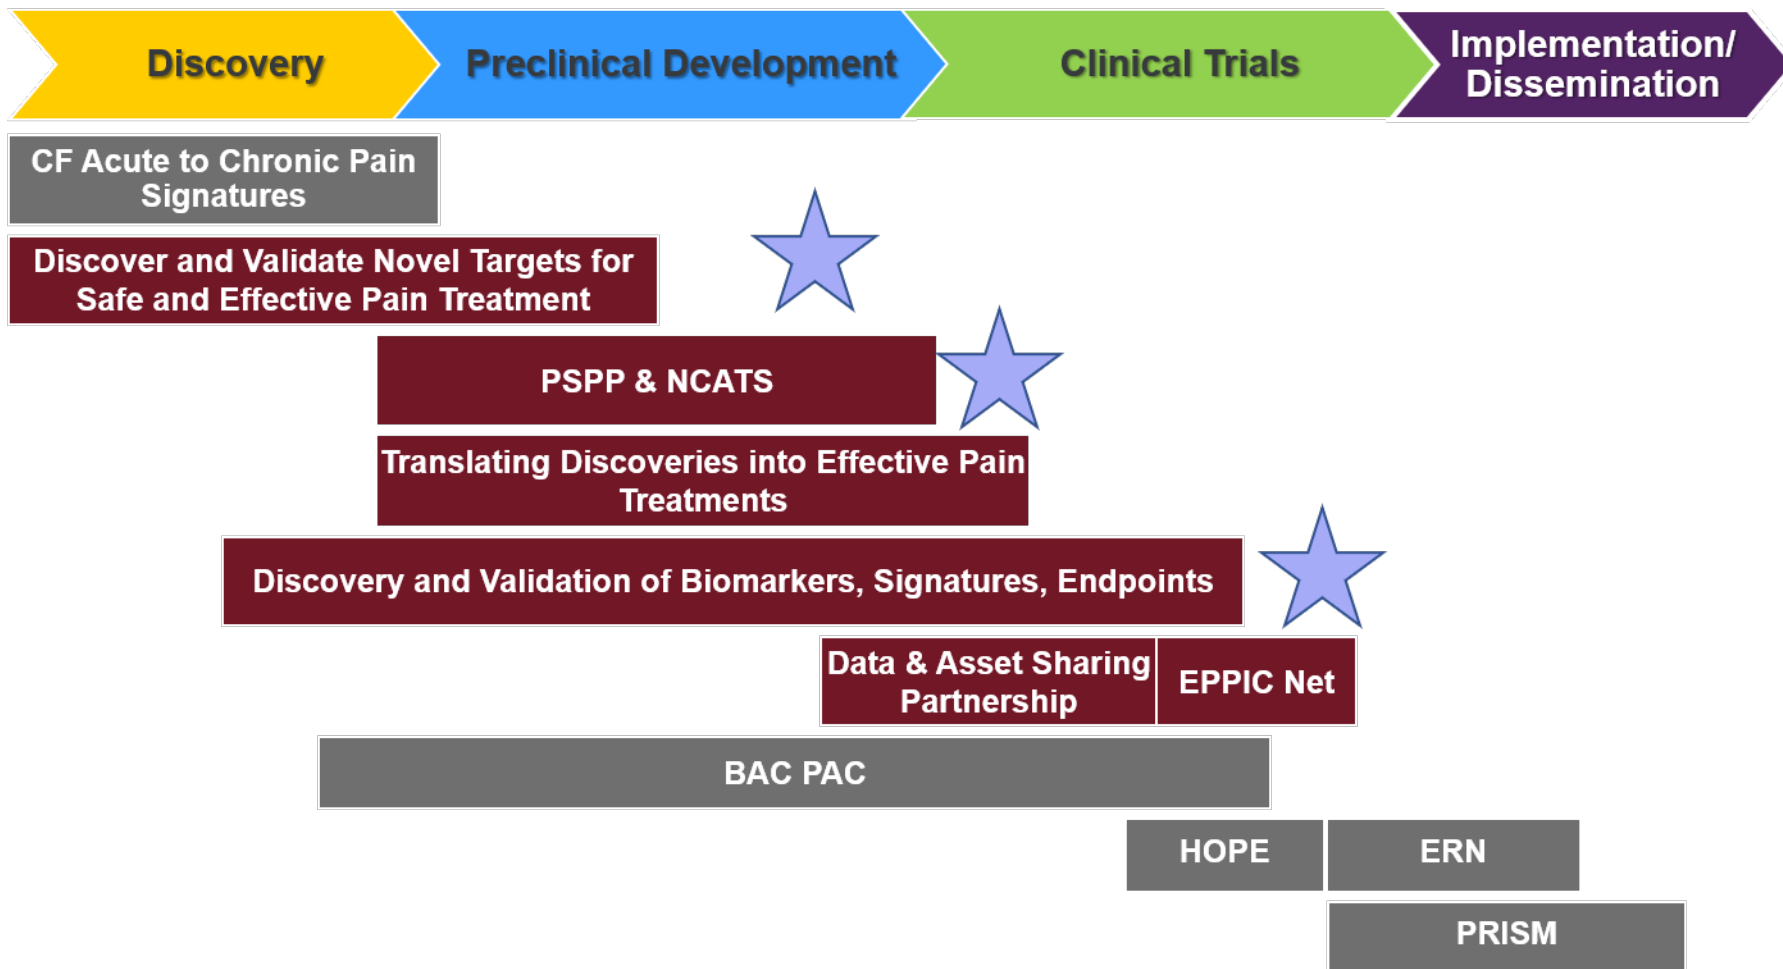 Discovery
Preclinical Development
Clinical Trials
Implementation/
Dissemination
CF Acute to Chronic Pain
Signatures
Discover and Validate Novel Targets for
Safe and Effective Pain Treatment
PSPP & NCATS
Translating Discoveries into Effective Pain
Treatments
Discovery and Validation of Biomarkers, Signatures, Endpoints
Data & Asset Sharing
Partnership
EPPIC Net
BAC PAC
HOPE
ERN
PRISM